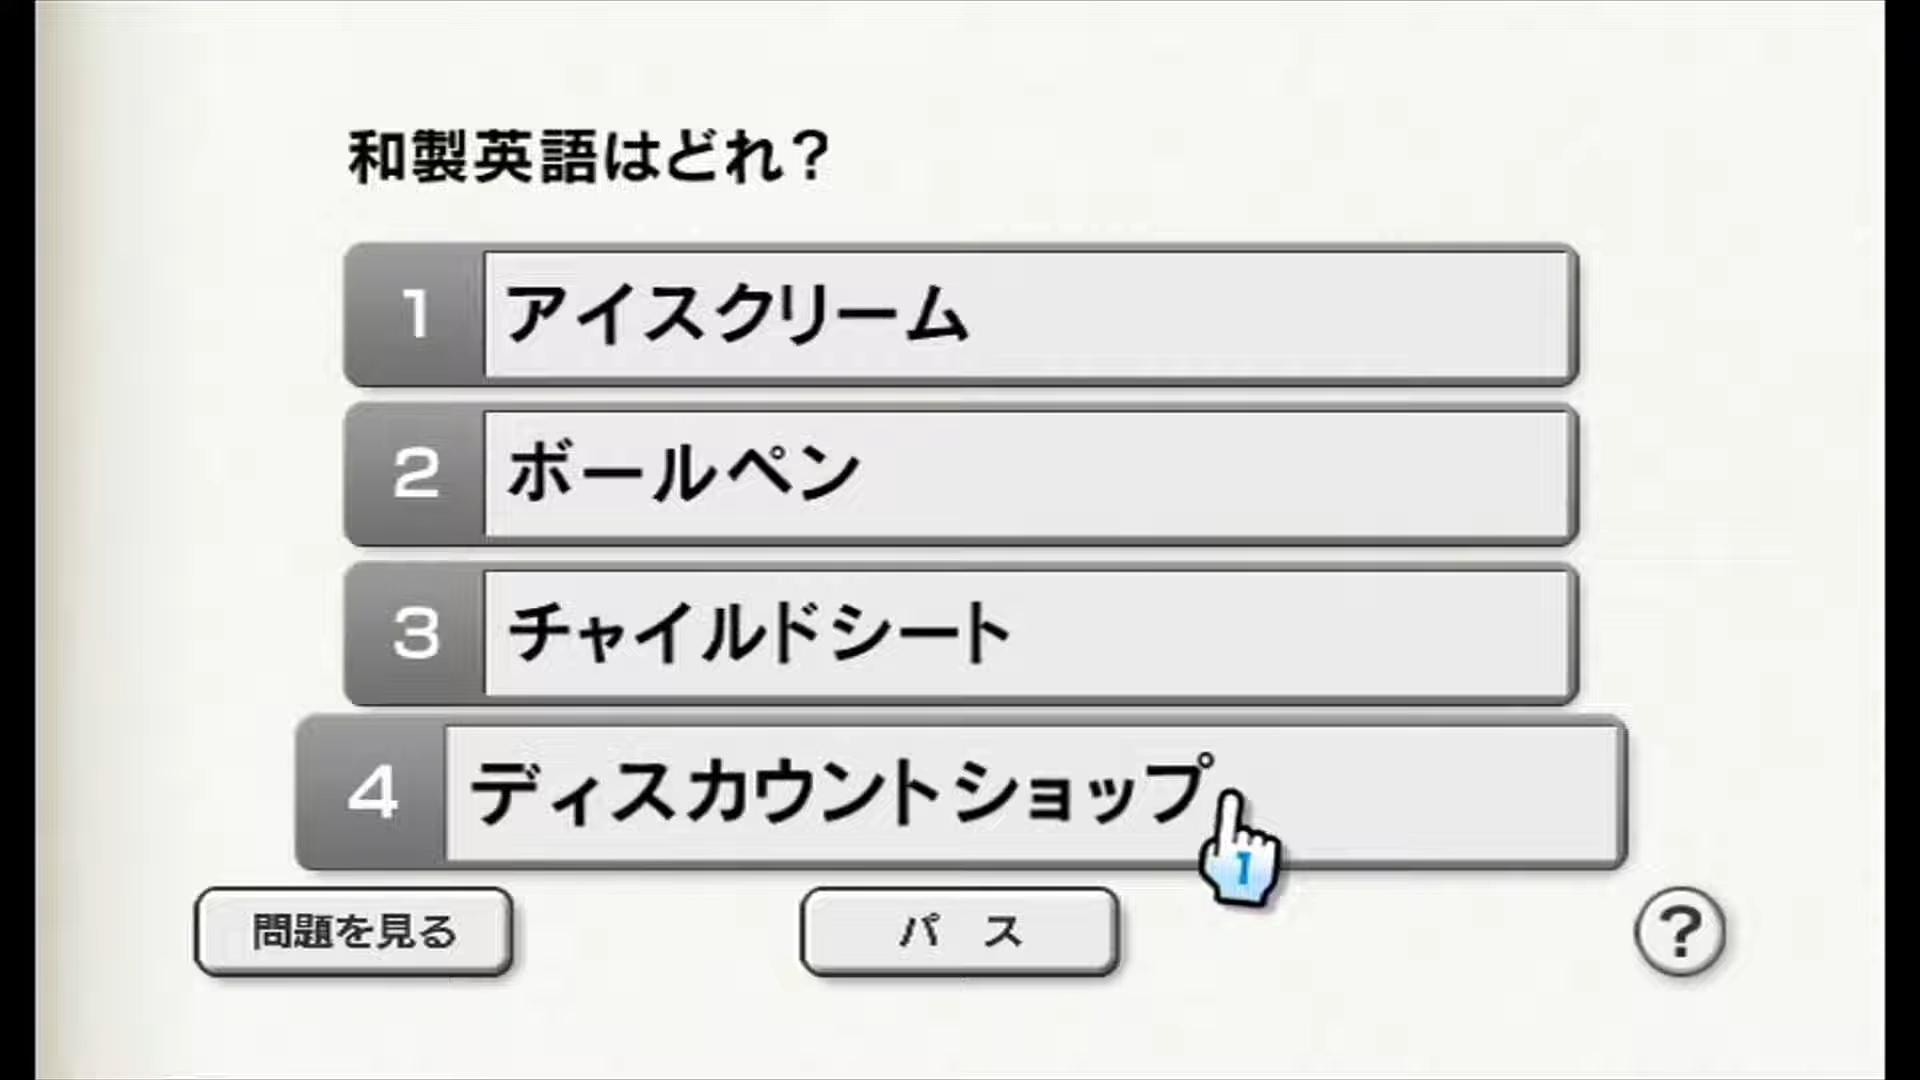 和製英語はどれ？
1 アイスクリーム
2 ボールペン
3 チャイルドシート
4 ディスカウントショップ
1
問題を見る
パ ス
?